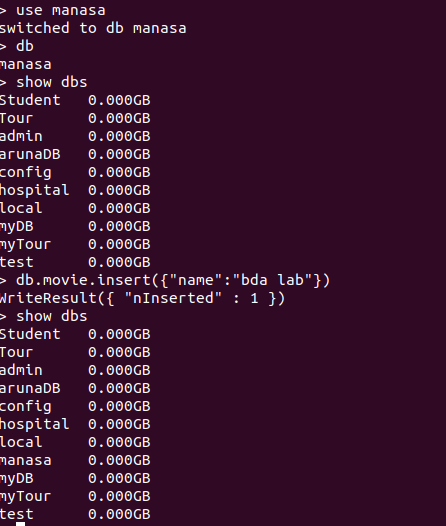 > use manasa
switched to db manasa
> db
manasa
> show dbs
Student   0.000GB
Tour      0.000GB
admin     0.000GB
arunaDB   0.000GB
config    0.000GB
hospital  0.000GB
local     0.000GB
myDB      0.000GB
myTour    0.000GB
test      0.000GB
> db.movie.insert({"name":"bda lab"})
WriteResult({ "nInserted" : 1 })
> show dbs
Student   0.000GB
Tour      0.000GB
admin     0.000GB
arunaDB   0.000GB
config    0.000GB
hospital  0.000GB
local     0.000GB
manasa    0.000GB
myDB      0.000GB
myTour    0.000GB
test      0.000GB